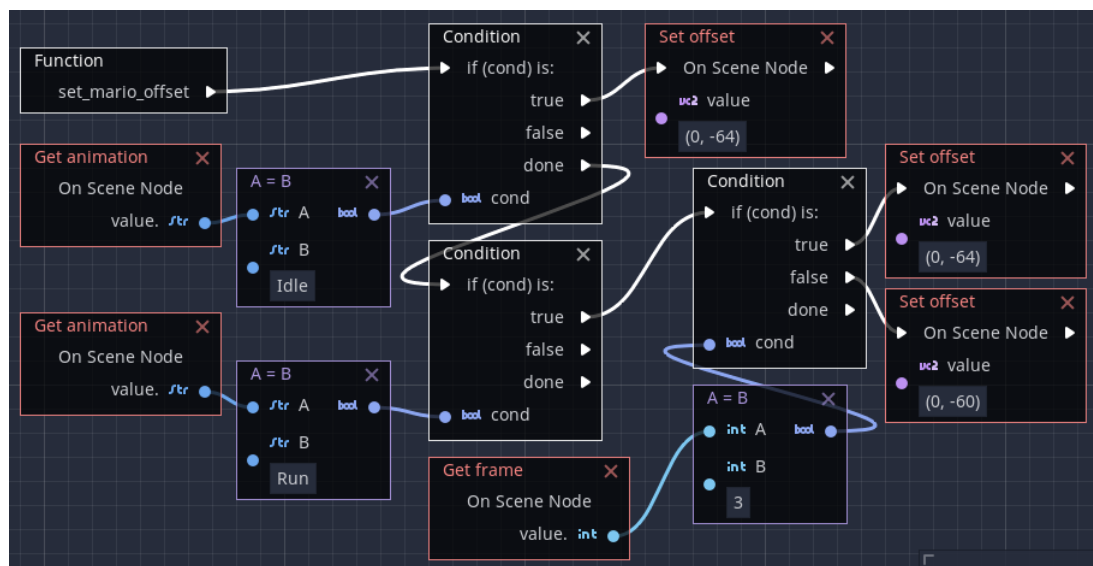 Function
set_mario_offset
Condition
if (cond) is:
true
false
done
bool cond
Set offset
On Scene Node
vc2 value
(0, -64)
Get animation
On Scene Node
value. Str
A = B
Str A bool
Str B
Idle
Condition
if (cond) is:
true
false
done
bool cond
Get animation
On Scene Node
value. Str
A = B
Str A bool
Str B
Run
Condition
if (cond) is:
true
false
done
bool cond
Set offset
On Scene Node
vc2 value
(0, -64)
Set offset
On Scene Node
vc2 value
(0, -60)
Get frame
On Scene Node
value. int
A = B
int A bool
int B
3